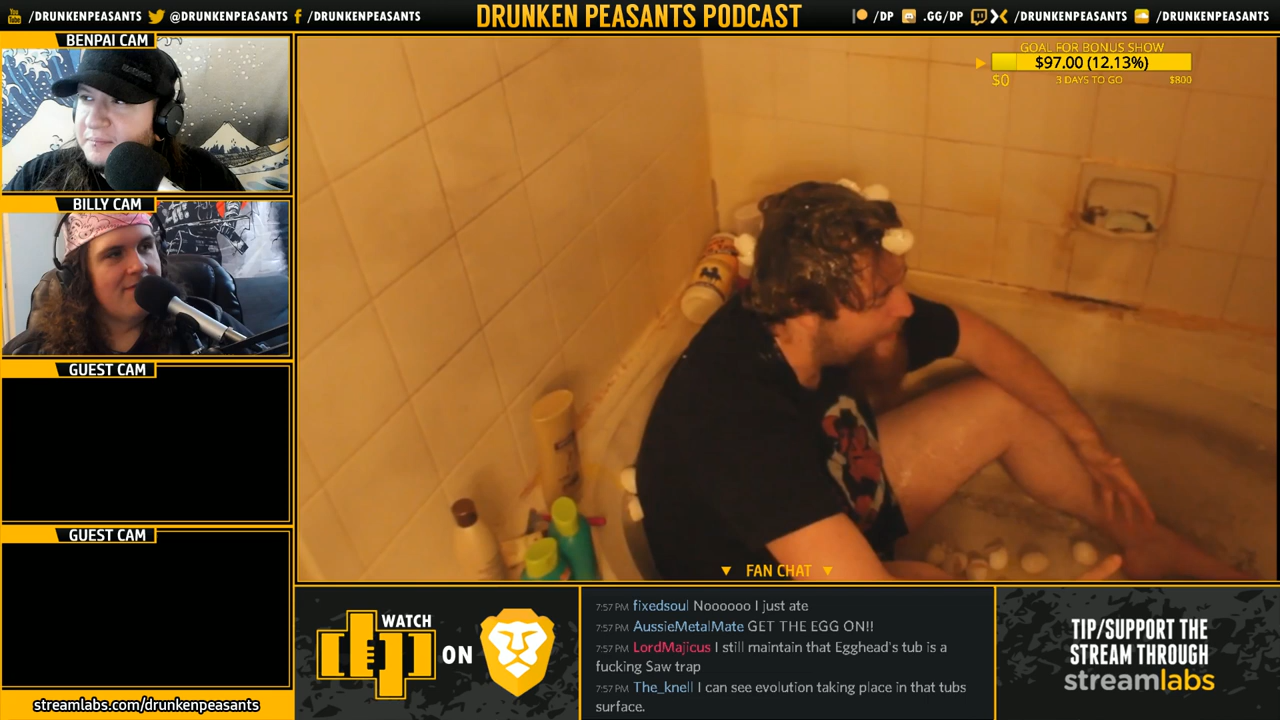 You Tube /DRUNKENPEASANTS @DRUNKENPEASANTS /DRUNKENPEASANTS DRUNKEN PEASANTS PODCAST /DP .GG/DP /DRUNKENPEASANTS /DRUNKENPEASANTS
BENPAI CAM
GOAL FOR BONUS SHOW
$97.00 (12.13%)
$0 3 DAYS TO GO $800
BILLY CAM
GUEST CAM
GUEST CAM
FAN CHAT
WATCH
ON
7:57 PM fixedsoul Noooooo I just ate
7:57 PM AussieMetalMate GET THE EGG ON!!
7:57 PM LordMajicus I still maintain that Egghead's tub is a
fucking Saw trap
7:57 PM The_knell I can see evolution taking place in that tubs
surface.
TIP/SUPPORT THE
STREAM THROUGH
streamlabs
streamlabs.com/drunkenpeasants